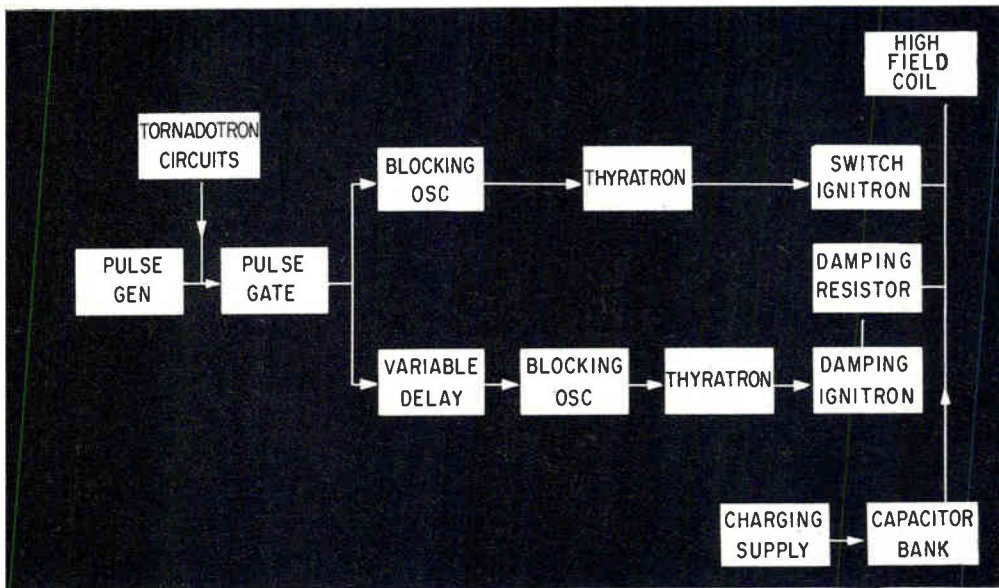 HIGH
FIELD
COIL
TORNADOTRON
CIRCUITS
BLOCKING
OSC
THYRATRON
SWITCH
IGNITRON
PULSE
GEN
PULSE
GATE
DAMPING
RESISTOR
VARIABLE
DELAY
BLOCKING
OSC
THYRATRON
DAMPING
IGNITRON
CHARGING
SUPPLY
CAPACITOR
BANK